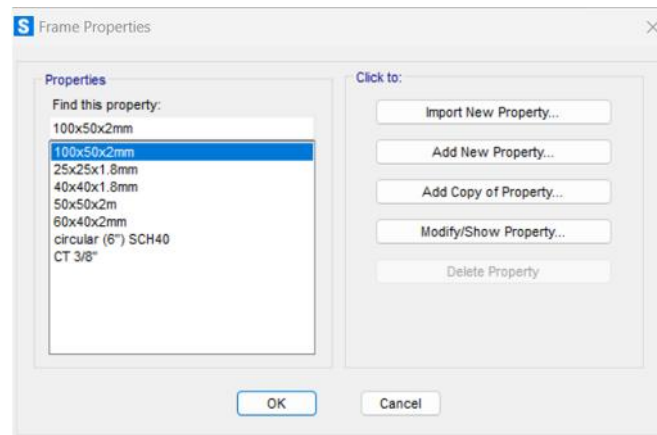 S Frame Properties
Properties
Find this property:
100x50x2mm
100x50x2mm
25x25x1.8mm
40x40x1.8mm
50x50x2m
60x40x2mm
circular (6") SCH40
CT 3/8"
Click to:
Import New Property...
Add New Property...
Add Copy of Property...
Modify/Show Property...
Delete Property
OK
Cancel